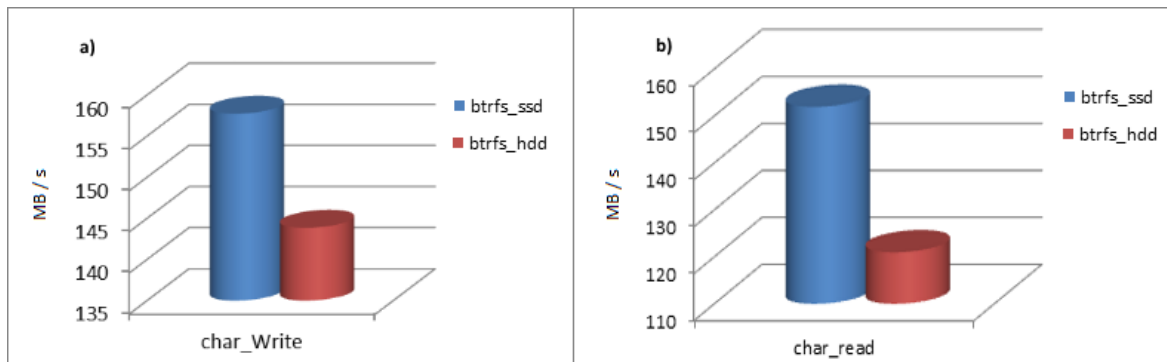 a)
MB / s
160
155
150
145
140
135
char_Write
btrfs_ssd
btrfs_hdd
b)
MB / s
160
150
140
130
120
110
char_read
btrfs_ssd
btrfs_hdd